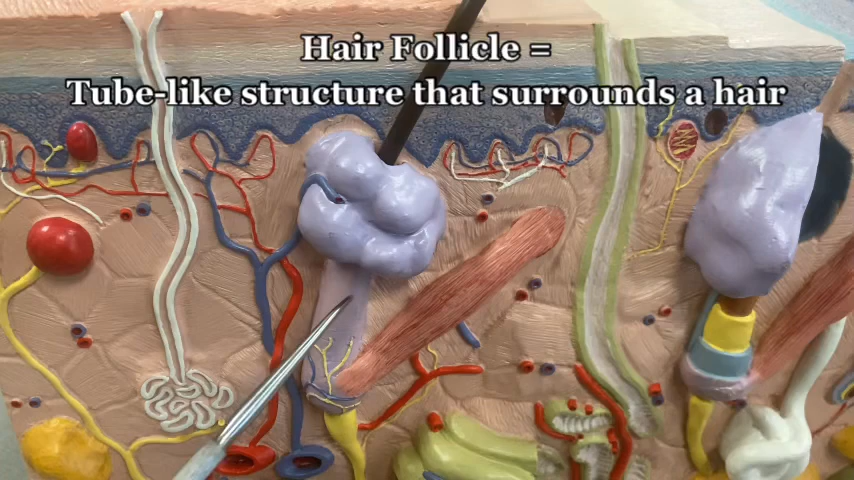 Hair Follicle =
Tube-like structure that surrounds a hair